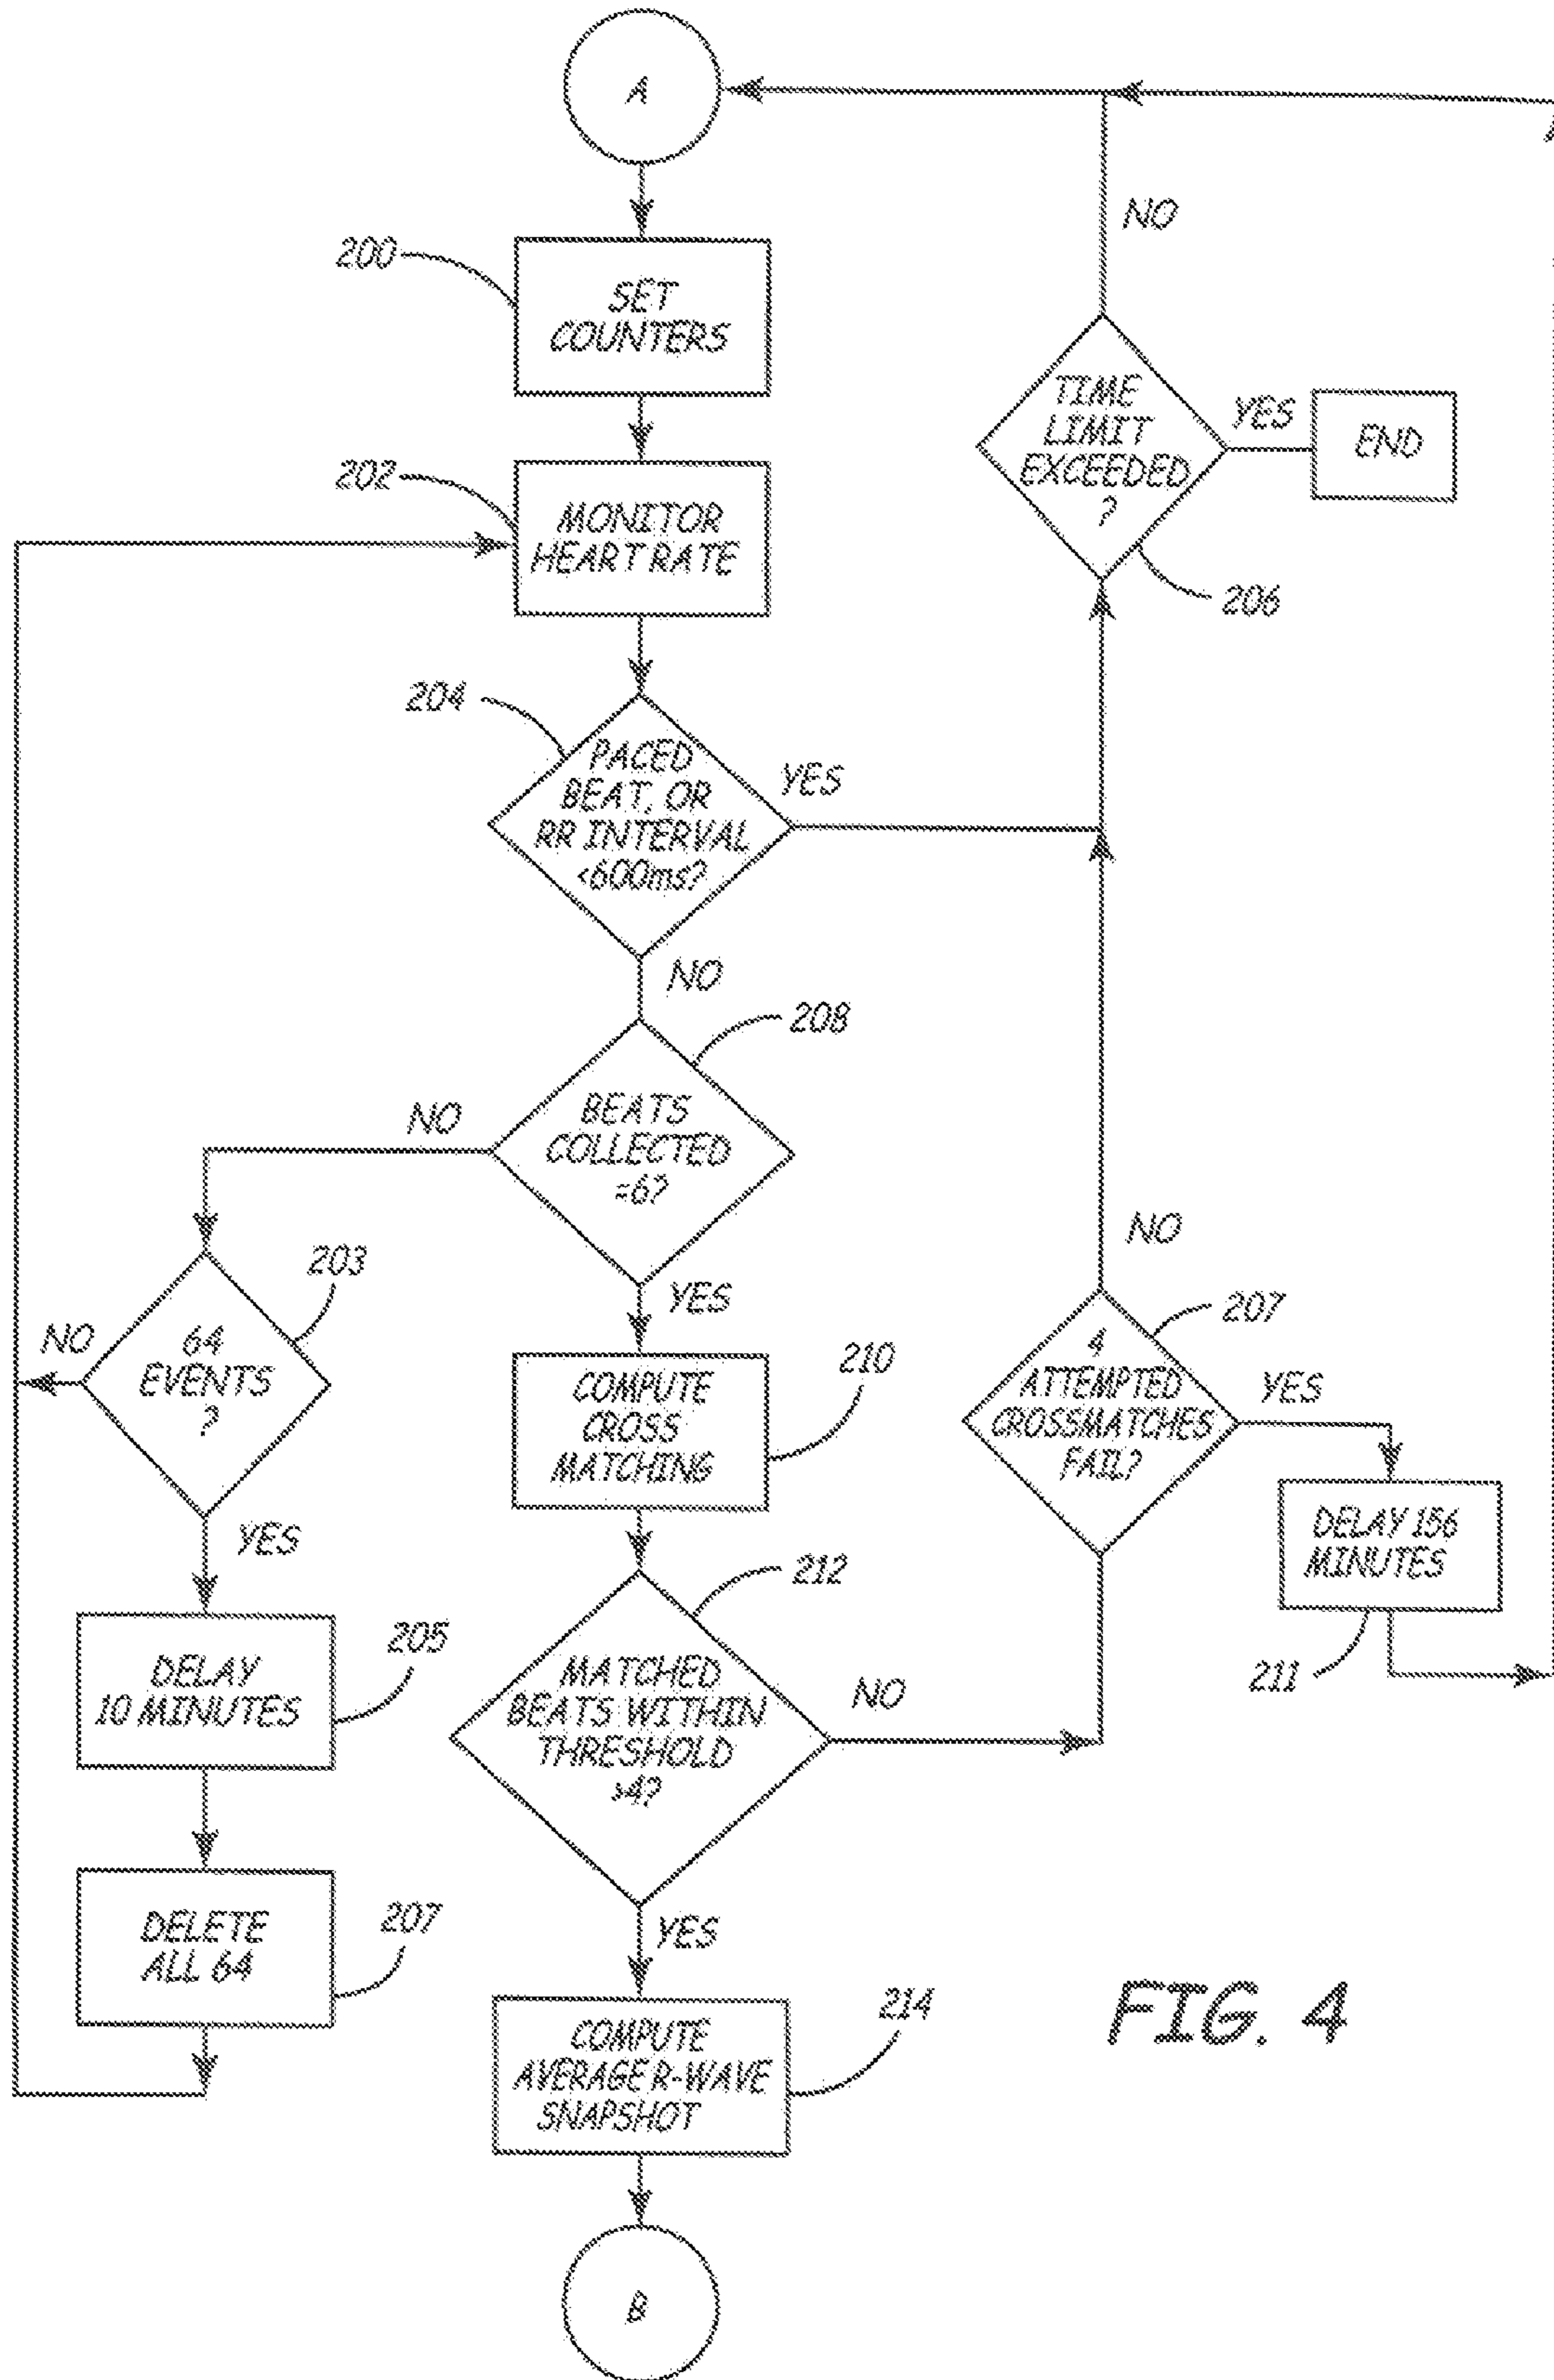 A
NO
200
SET
COUNTERS
TIME
LIMIT
EXCEEDED
?
YES
END
202
MONITOR
HEART RATE
206
204
PACED
BEAT, OR
RR INTERVAL
<600ms?
YES
NO
208
NO
BEATS
COLLECTED
=6?
NO
203
YES
207
NO
64
EVENTS
?
210
4
ATTEMPTED
CROSSMATCHES
FAIL?
YES
COMPUTE
CROSS
MATCHING
YES
DELAY 156
MINUTES
212
205
DELAY
10 MINUTES
MATCHED
BEATS WITHIN
THRESHOLD
>4?
NO
211
207
DELETE
ALL 64
YES
214
COMPUTE
AVERAGE R-WAVE
SNAPSHOT
FIG. 4
B